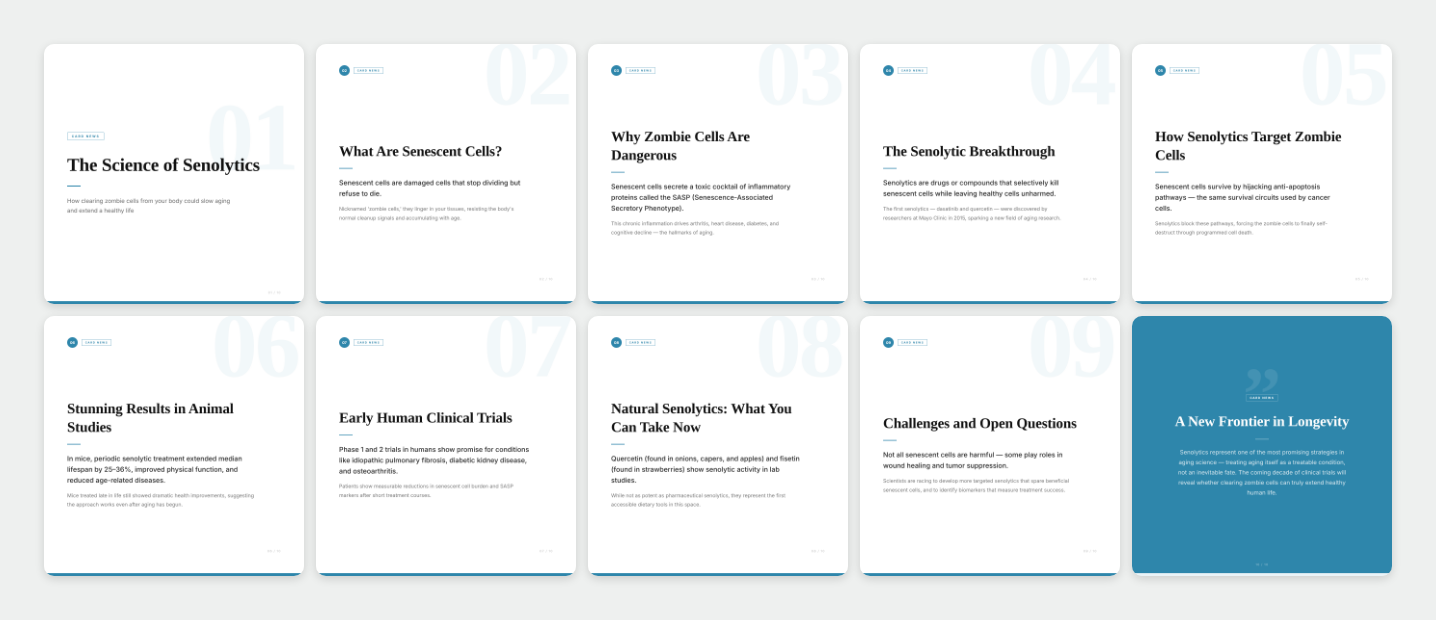 01
The Science of Senolytics
How clearing zombie cells from your body could slow aging
and extend a healthy life
02
02
What Are Senescent Cells?
Senescent cells are damaged cells that stop dividing but
refuse to die.
Nicknamed 'zombie cells,' they linger in your tissues, resisting the body's
normal cleanup signals and accumulating with age.
03
03
Why Zombie Cells Are
Dangerous
Senescent cells secrete a toxic cocktail of inflammatory
proteins called the SASP (Senescence-Associated
Secretory Phenotype).
This chronic inflammation drives arthritis, heart disease, diabetes, and
cognitive decline — the hallmarks of aging.
04
04
The Senolytic Breakthrough
Senolytics are drugs or compounds that selectively kill
senescent cells while leaving healthy cells unharmed.
The first senolytics — dasatinib and quercetin — were discovered by
researchers at Mayo Clinic in 2015, sparking a new field of aging research.
05
05
How Senolytics Target Zombie
Cells
Senescent cells survive by hijacking anti-apoptosis
pathways — the same survival circuits used by cancer
cells.
Senolytics block these pathways, forcing the zombie cells to finally self-
destruct through programmed cell death.
06
06
Stunning Results in Animal
Studies
In mice, periodic senolytic treatment extended median
lifespan by 25–36%, improved physical function, and
reduced age-related diseases.
Mice treated late in life still showed dramatic health improvements, suggesting
the approach works even after aging has begun.
07
07
Early Human Clinical Trials
Phase 1 and 2 trials in humans show promise for conditions
like idiopathic pulmonary fibrosis, diabetic kidney disease,
and osteoarthritis.
Patients show measurable reductions in senescent cell burden and SASP
markers after short treatment courses.
08
08
Natural Senolytics: What You
Can Take Now
Quercetin (found in onions, capers, and apples) and fisetin
(found in strawberries) show senolytic activity in lab
studies.
While not as potent as pharmaceutical senolytics, they represent the first
accessible dietary tools in this space.
09
09
Challenges and Open Questions
Not all senescent cells are harmful — some play roles in
wound healing and tumor suppression.
Scientists are racing to develop more targeted senolytics that spare beneficial
senescent cells, and to identify biomarkers that measure treatment success.
”
A New Frontier in Longevity
Senolytics represent one of the most promising strategies in
aging science — treating aging itself as a treatable condition,
not an inevitable fate. The coming decade of clinical trials will
reveal whether clearing zombie cells can truly extend healthy
human life.